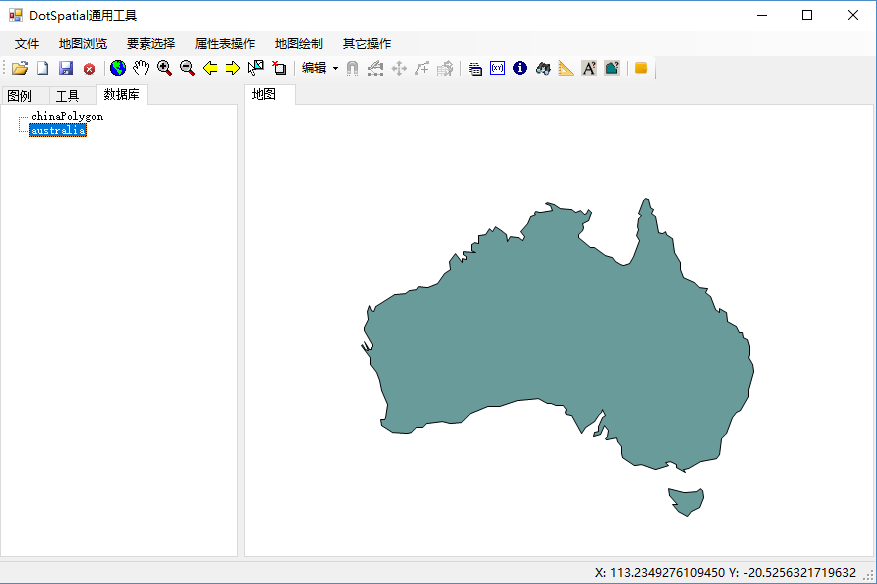 DotSpatial通用工具
文件 地图浏览 要素选择 属性表操作 地图绘制 其它操作
编辑 (XY) A?
图例 工具 数据库 地图
chinaPolygon
australia
X: 113.2349276109450 Y: -20.5256321719632